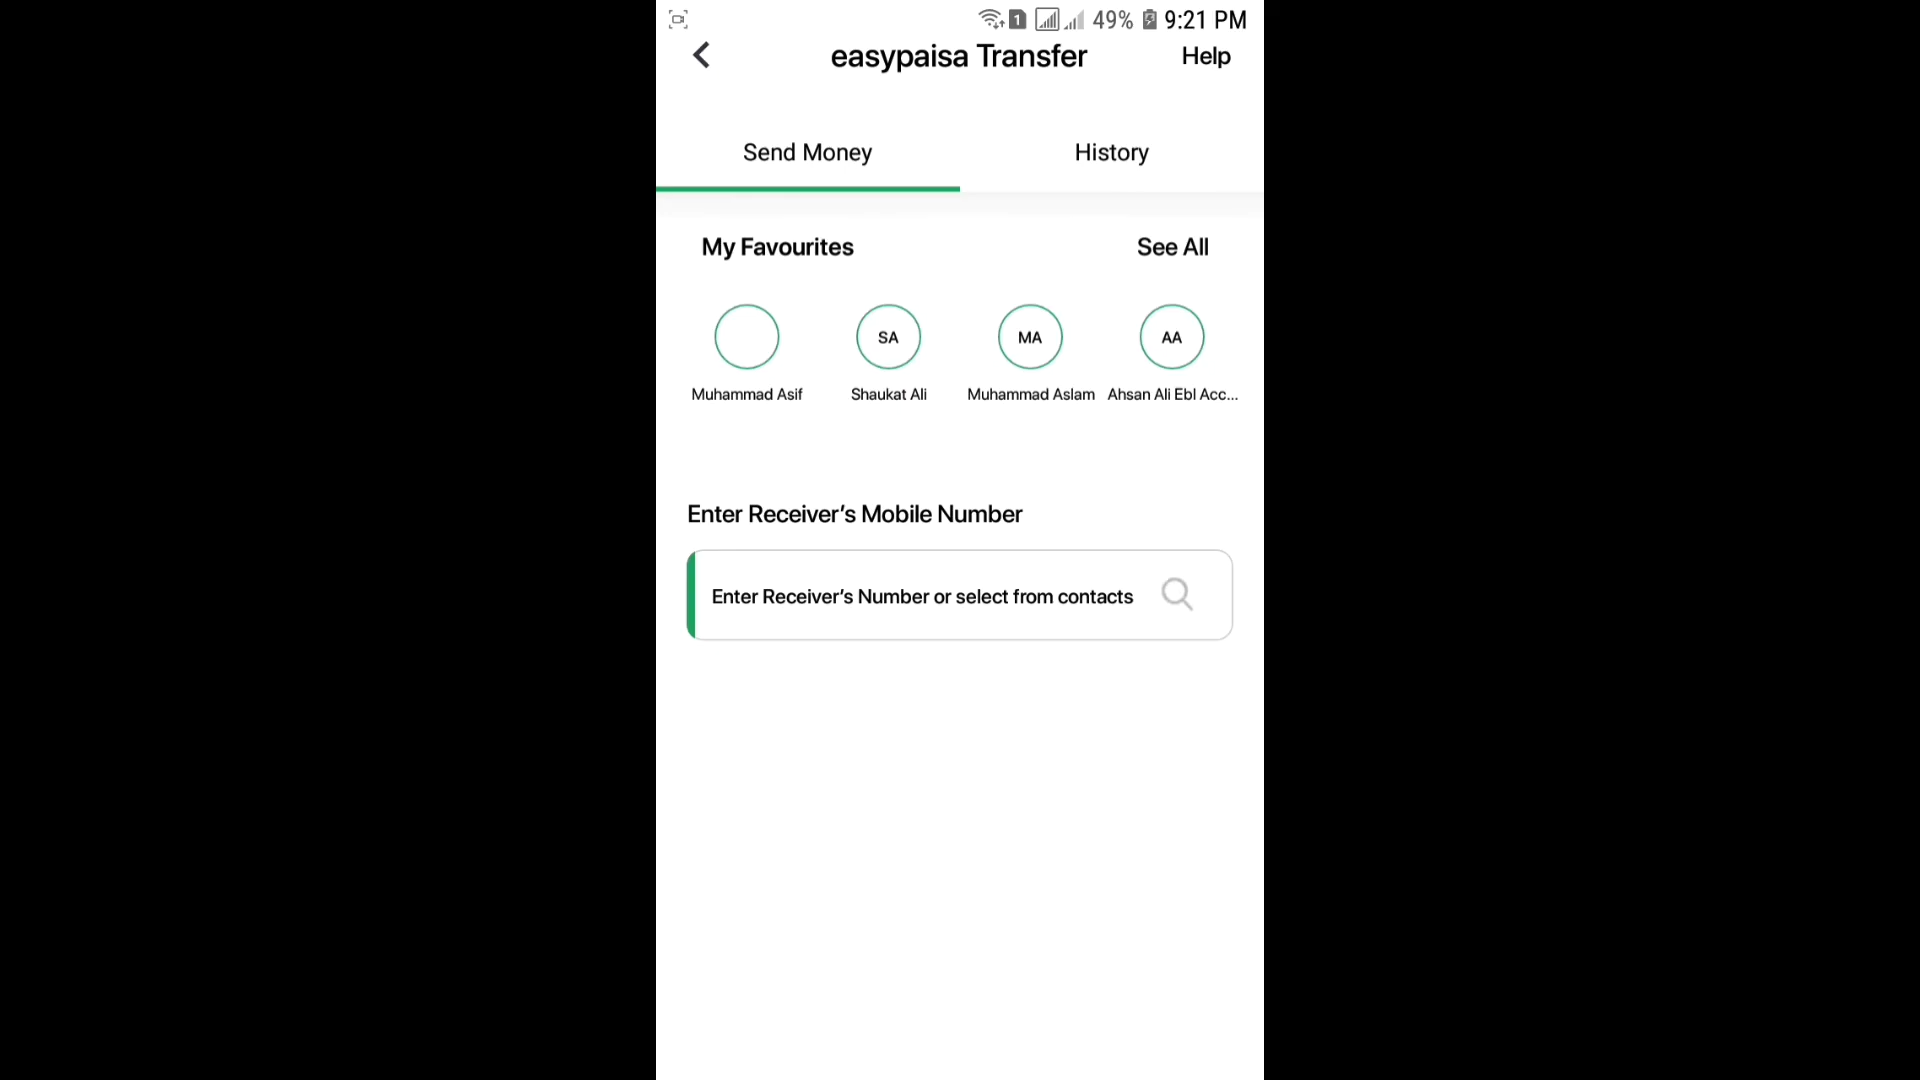 1 49% 9:21 PM
easypaisa Transfer Help
Send Money History
My Favourites See All
SA MA AA
Muhammad Asif Shaukat Ali Muhammad Aslam Ahsan Ali Ebl Acc...
Enter Receiver’s Mobile Number
Enter Receiver’s Number or select from contacts